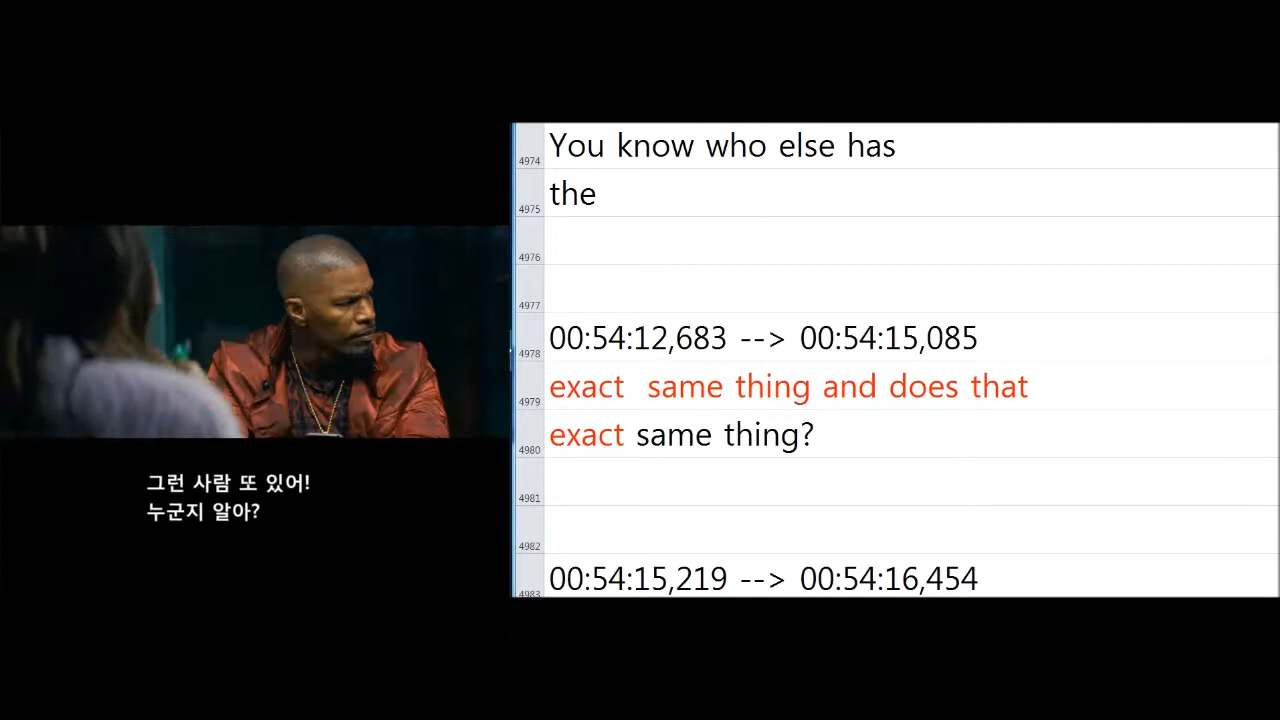 그런 사람 또 있어!
누군지 알아?
4974 You know who else has
4975 the
4976
4977
4978 00:54:12,683 --> 00:54:15,085
4979 exact  same thing and does that
4980 exact same thing?
4981
4982
4983 00:54:15,219 --> 00:54:16,454